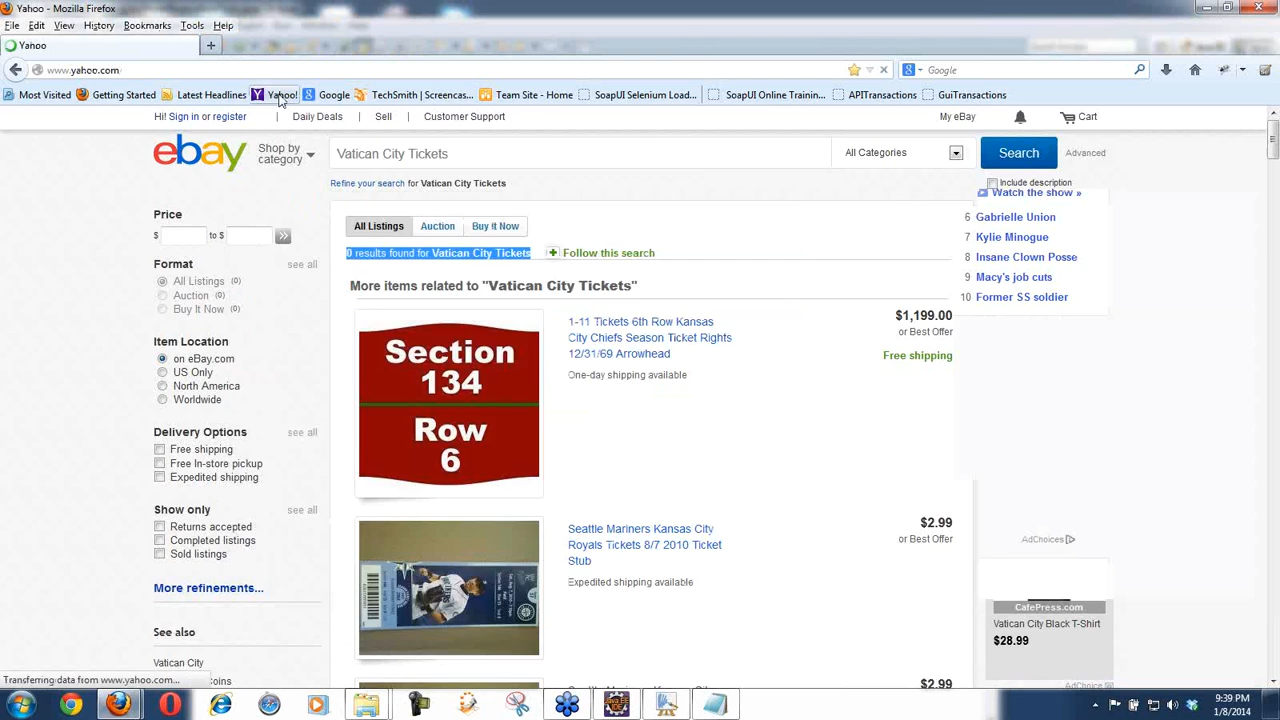 Yahoo - Mozilla Firefox
File Edit View History Bookmarks Tools Help
Yahoo
www.yahoo.com
Google
Most Visited Getting Started Latest Headlines Yahoo! Google TechSmith | Screencas... Team Site - Home SoapUI Selenium Load... SoapUI Online Trainin... APITransactions GuiTransactions
Hi! Sign in or register Daily Deals Sell Customer Support My eBay Cart
ebay
Shop by category
Vatican City Tickets
All Categories
Search
Advanced
Refine your search for Vatican City Tickets
Include description
Watch the show »
6 Gabrielle Union
7 Kylie Minogue
8 Insane Clown Posse
9 Macy's job cuts
10 Former SS soldier
Price
$ to $ >>
Format see all
All Listings (0)
Auction (0)
Buy It Now (0)
Item Location
on eBay.com
US Only
North America
Worldwide
Delivery Options see all
Free shipping
Free In-store pickup
Expedited shipping
Show only see all
Returns accepted
Completed listings
Sold listings
More refinements...
See also
Vatican City
oins
All Listings Auction Buy It Now
0 results found for Vatican City Tickets
Follow this search
More items related to "Vatican City Tickets"
Section
134
Row
6
1-11 Tickets 6th Row Kansas
City Chiefs Season Ticket Rights
12/31/69 Arrowhead
One-day shipping available
$1,199.00
or Best Offer
Free shipping
Seattle Mariners Kansas City
Royals Tickets 8/7 2010 Ticket
Stub
Expedited shipping available
$2.99
or Best Offer
$2.99
AdChoices
CafePress.com
Vatican City Black T-Shirt
$28.99
AdChoice
Transferring data from www.yahoo.com...
9:39 PM
1/8/2014